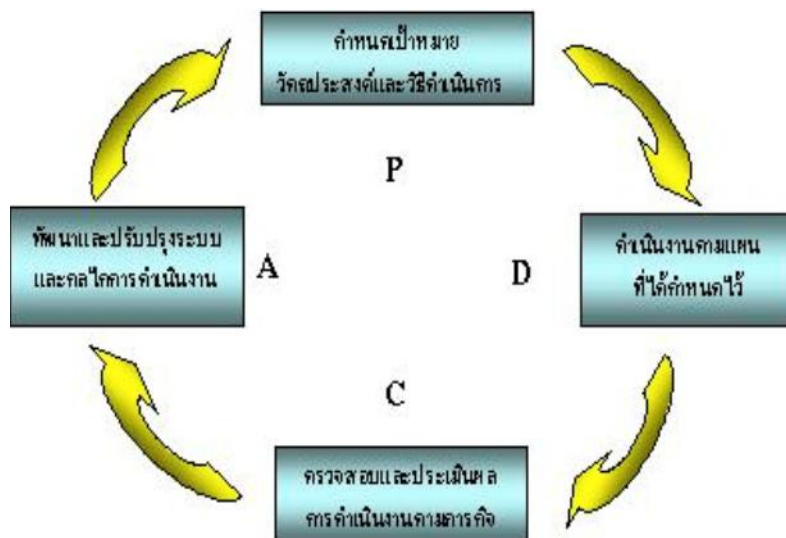 กำหนดเป้าหมาย
วัตถุประสงค์และวิธีดำเนินการ
P
พัฒนาและปรับปรุงระบบ
และกลไกการดำเนินงาน
A
D
ดำเนินงานตามแผน
ที่ได้กำหนดไว้
C
ตรวจสอบและประเมินผล
การดำเนินงานตามภารกิจ